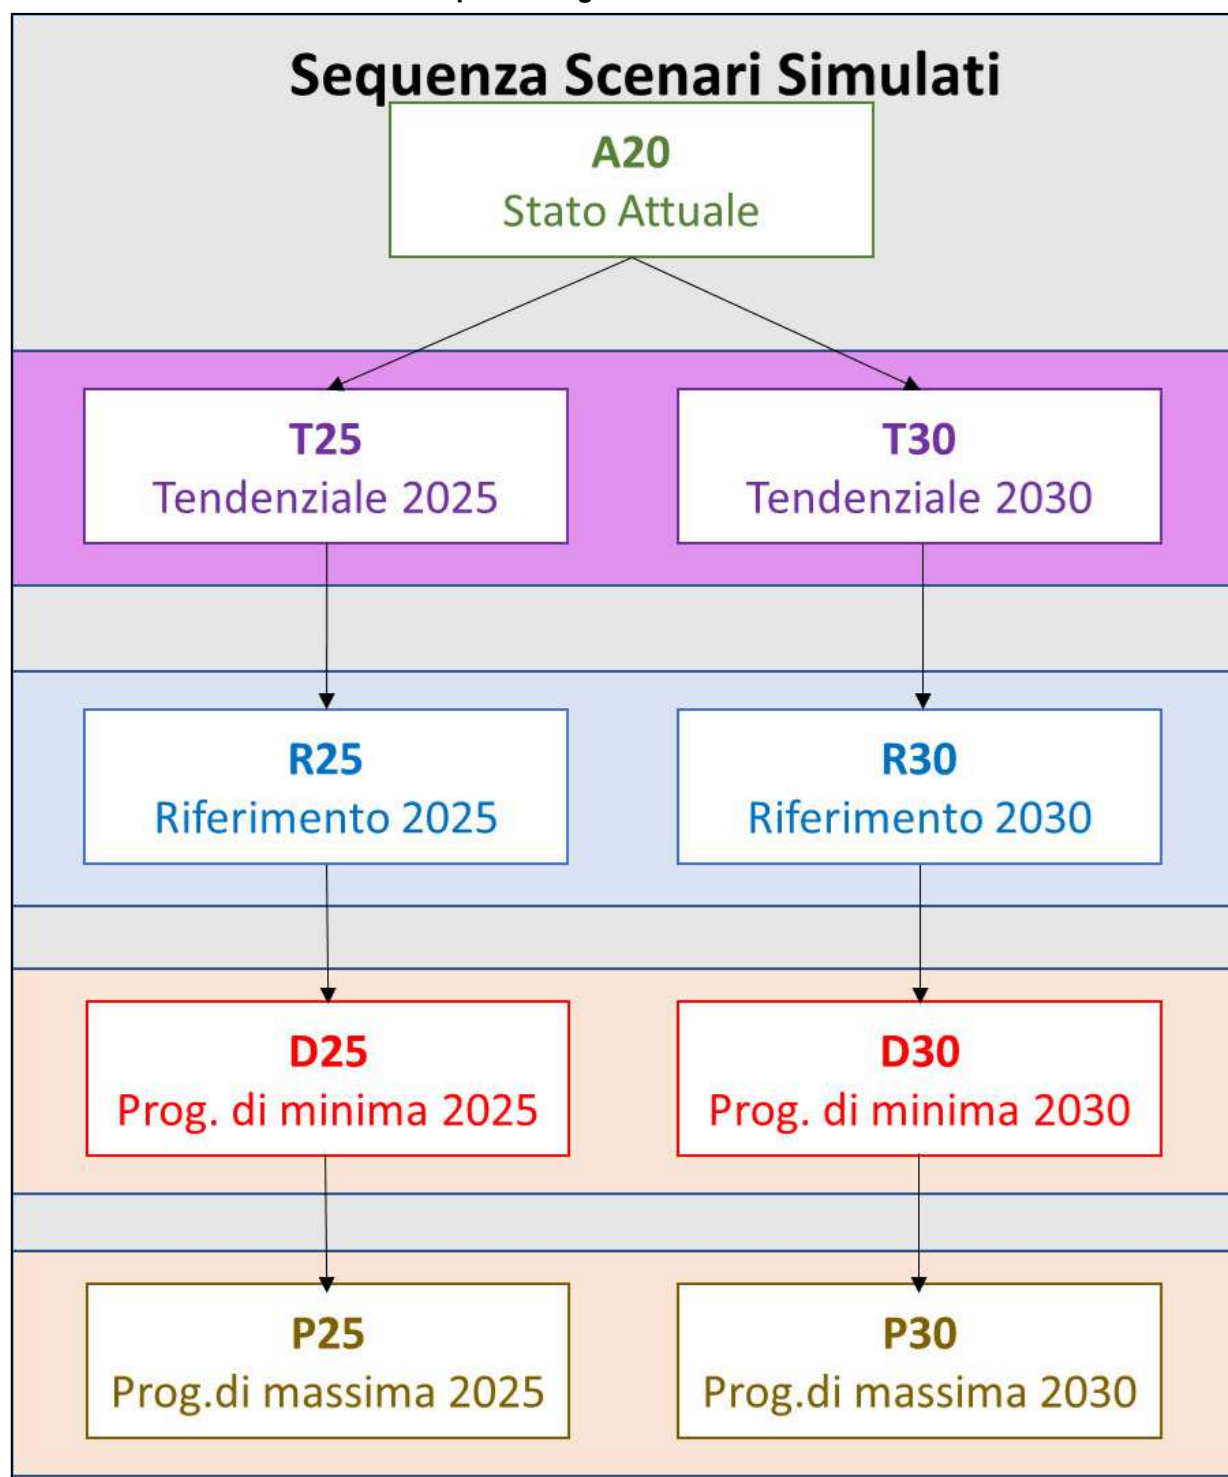 Sequenza Scenari Simulati
A20
Stato Attuale
T25
Tendenziale 2025
T30
Tendenziale 2030
R25
Riferimento 2025
R30
Riferimento 2030
D25
Prog. di minima 2025
D30
Prog. di minima 2030
P25
Prog.di massima 2025
P30
Prog.di massima 2030